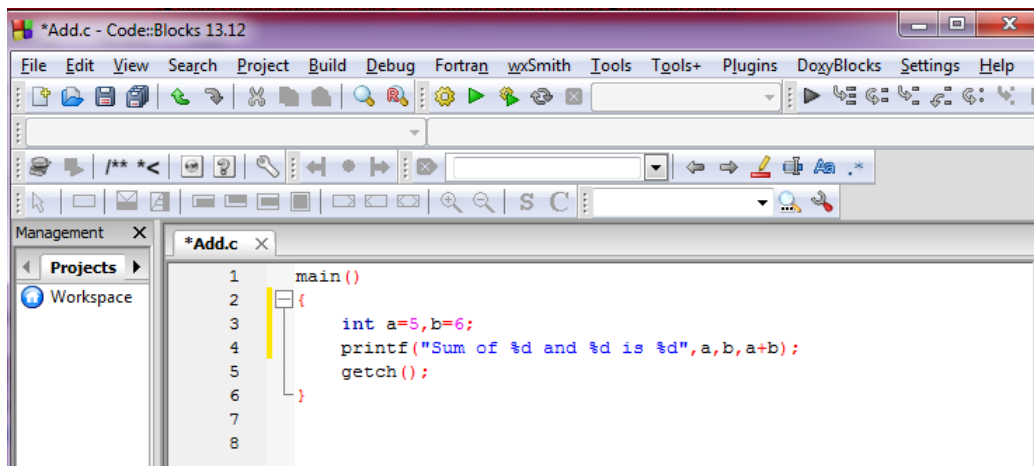 *Add.c - Code::Blocks 13.12
File Edit View Search Project Build Debug Fortran wxSmith Tools Tools+ Plugins DoxyBlocks Settings Help
/** *<
Aa .*
S C
Management X
*Add.c X
Projects
Workspace
1 main()
2 {
3 int a=5,b=6;
4 printf("Sum of %d and %d is %d",a,b,a+b);
5 getch();
6 }
7
8